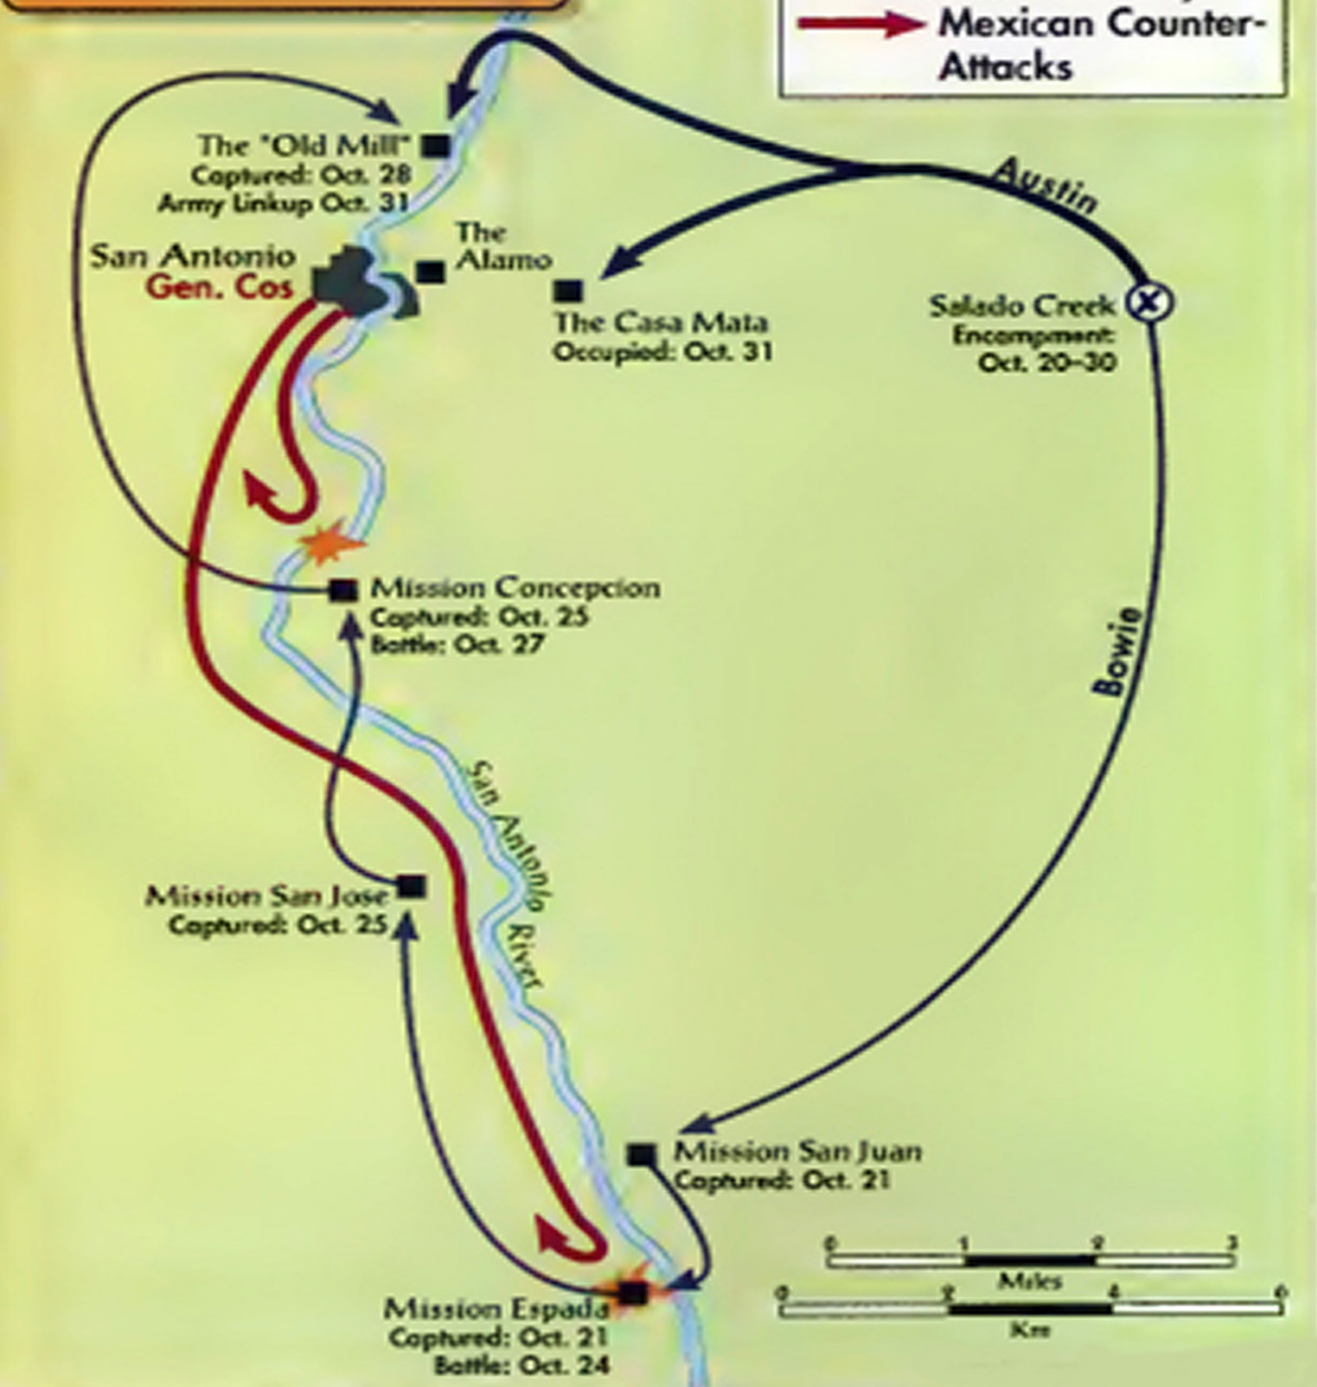 Mexican Counter-
Attacks
The "Old Mill"
Captured: Oct. 28
Army Linkup Oct. 31
Austin
San Antonio
Gen. Cos
The
Alamo
The Casa Mata
Occupied: Oct. 31
Salado Creek
Encampment:
Oct. 20-30
Mission Concepcion
Captured: Oct. 25
Battle: Oct. 27
Bowie
San Antonio River
Mission San Jose
Captured: Oct. 25
Mission San Juan
Captured: Oct. 21
Mission Espada
Captured: Oct. 21
Battle: Oct. 24
0 1 2 3
Miles
0 2 4 6
Km